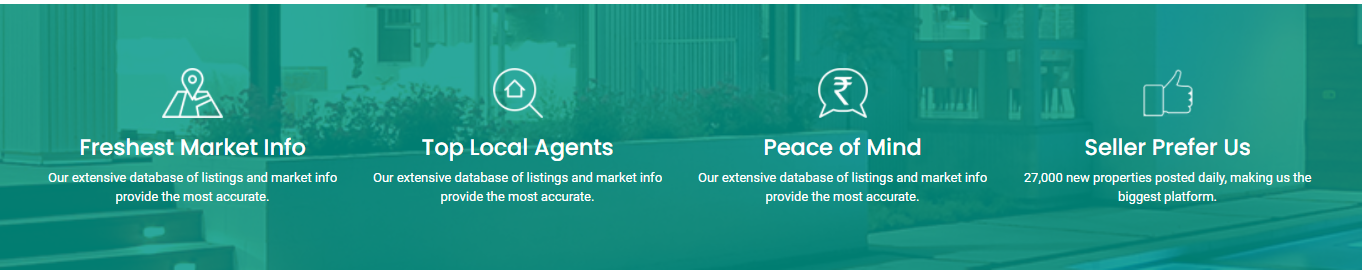 Freshest Market Info
Our extensive database of listings and market info
provide the most accurate.
Top Local Agents
Our extensive database of listings and market info
provide the most accurate.
₹
Peace of Mind
Our extensive database of listings and market info
provide the most accurate.
Seller Prefer Us
27,000 new properties posted daily, making us the
biggest platform.